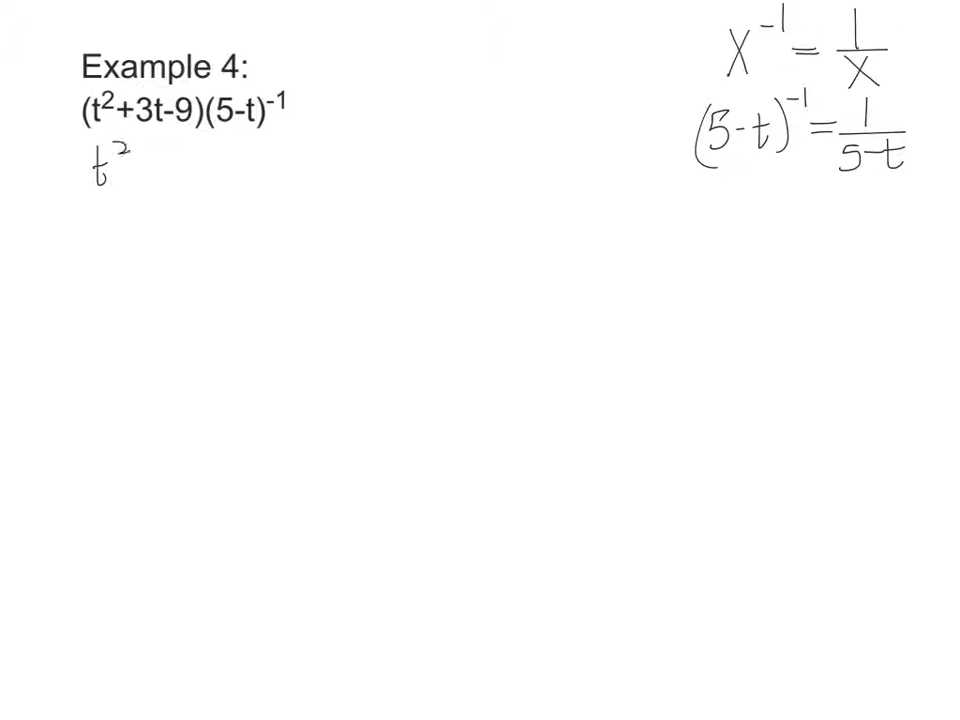 Example 4:
(t²+3t-9)(5-t)⁻¹
t²
x⁻¹ = 1/x
(5-t)⁻¹ = 1/(5-t)